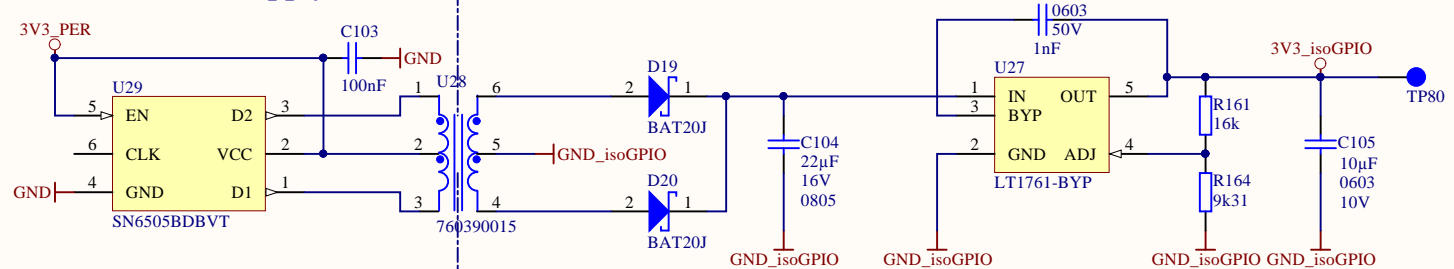 3V3_PER
C103
100nF
GND
U29
5
EN
D2
3
6
CLK
VCC
2
GND
4
GND
D1
1
SN6505BDBVT
U28
1
2
3
6
5
4
760390015
GND_isoGPIO
D19
2
1
BAT20J
D20
2
1
BAT20J
C104
22µF
16V
0805
GND_isoGPIO
0603
50V
1nF
U27
1
IN
OUT
5
3
BYP
2
GND
ADJ
4
LT1761-BYP
GND_isoGPIO
R161
16k
R164
9k31
GND_isoGPIO
3V3_isoGPIO
C105
10µF
0603
10V
GND_isoGPIO
TP80